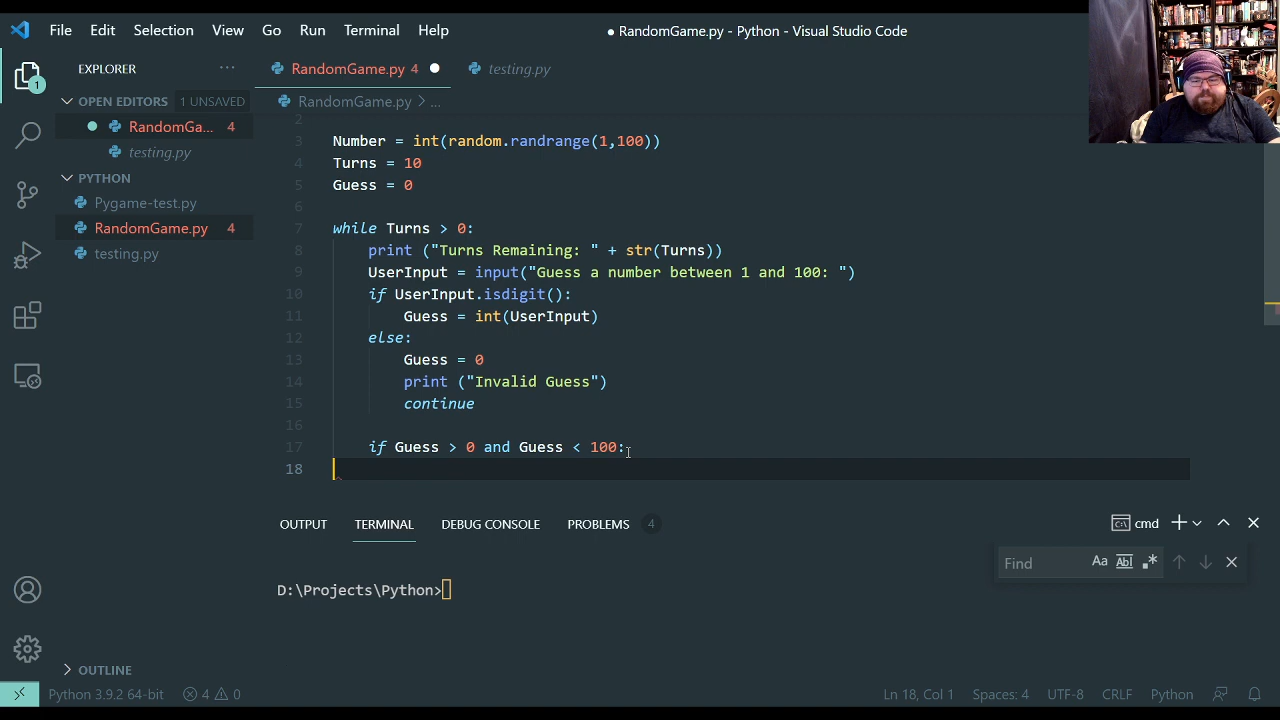 File Edit Selection View Go Run Terminal Help
● RandomGame.py - Python - Visual Studio Code
EXPLORER ···
RandomGame.py 4 ●
testing.py
1
OPEN EDITORS 1 UNSAVED
RandomGa... 4
testing.py
PYTHON
Pygame-test.py
RandomGame.py 4
testing.py
OUTLINE
RandomGame.py > ...
2
3 Number = int(random.randrange(1,100))
4 Turns = 10
5 Guess = 0
6
7 while Turns > 0:
8 print ("Turns Remaining: " + str(Turns))
9 UserInput = input("Guess a number between 1 and 100: ")
10 if UserInput.isdigit():
11 Guess = int(UserInput)
12 else:
13 Guess = 0
14 print ("Invalid Guess")
15 continue
16
17 if Guess > 0 and Guess < 100:
18
OUTPUT TERMINAL DEBUG CONSOLE PROBLEMS 4
cmd
Find Aa Abl .*
D:\Projects\Python>
Python 3.9.2 64-bit 4 0
Ln 18, Col 1 Spaces: 4 UTF-8 CRLF Python